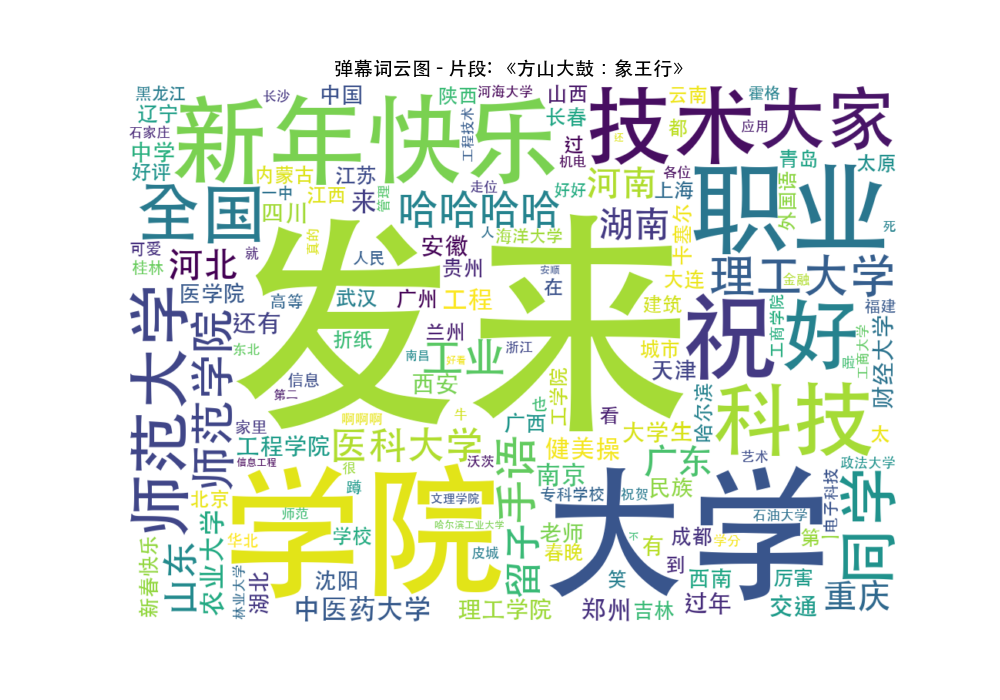 弹幕词云图 - 片段: 《方山大鼓：象王行》
黑龙江 长沙 中国 陕西 河海大学 山西 云南 霍格
辽宁 新年快乐 工程技术 长春 技术 都 应用 大家
石家庄 还 中学 过 机电 青岛 太原
好评 内蒙古 江苏 走位 好好 各位
一中 江西 来 管理 河南 上海 外国语
全国 四川 哈哈哈哈 湖南 卡塞尔 职业 死
可爱 就 真的 人 海洋大学 安徽
河北 人民 贵州 安顺 大连 金融 理工大学
桂林 发来
医学院 高等 武汉 广州 工程 在 建筑 福建
师范大学 师范学院 还有 兰州 祝 好 工商学院 工商大学 财经大学
东北 折纸 工业 南昌 好看 浙江 城市 天津
信息 第二 西安 工学院 科技
家里 啊啊啊 牛 也 广西 看 大学生 哈尔滨 太
工程学院 医科大学 手语 健美操
信息工程 很 沃茨 南京 广东 艺术 政法大学
北京 蹲 文理学院 专科学校 祝贺 民族 电子科技
学院 大学 同学
农业大学 师范 哈尔滨工业大学 石油大学
山东 华北 学校 留子 老师 不 有 成都 学分 第
新春快乐 皮城 春晚 到
林业大学 湖北 沈阳 笑 西南 厉害
中医药大学 理工学院 郑州 吉林 过年 交通 重庆